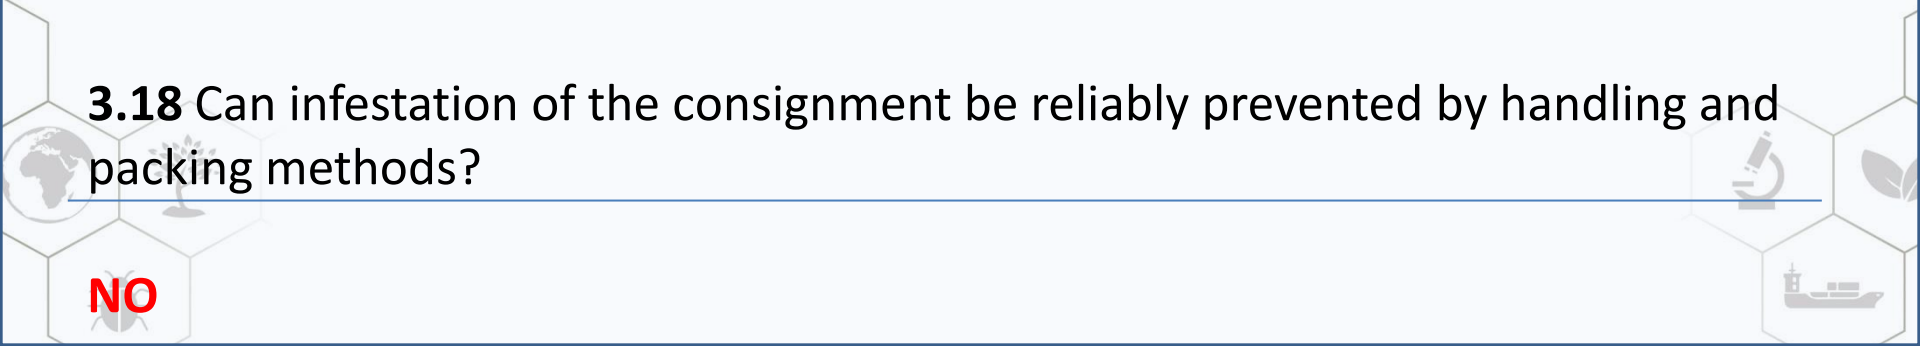 3.18 Can infestation of the consignment be reliably prevented by handling and
packing methods?
NO